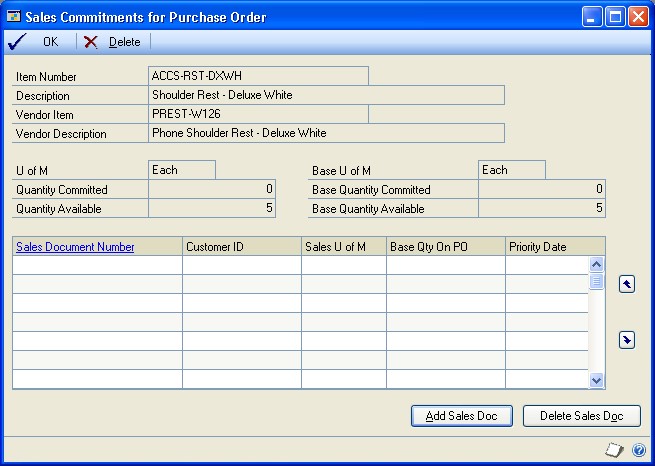 Sales Commitments for Purchase Order
OK Delete
Item Number ACCS-RST-DXWH
Description Shoulder Rest - Deluxe White
Vendor Item PREST-W126
Vendor Description Phone Shoulder Rest - Deluxe White
U of M Each Base U of M Each
Quantity Committed 0 Base Quantity Committed 0
Quantity Available 5 Base Quantity Available 5
Sales Document Number Customer ID Sales U of M Base Qty On PO Priority Date
Add Sales Doc Delete Sales Doc